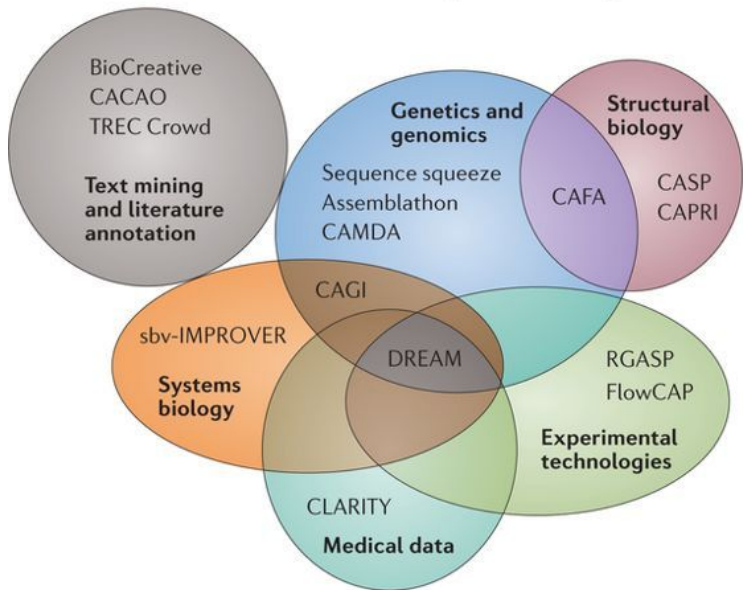 BioCreative
CACAO
TREC Crowd
Text mining
and literature
annotation
Genetics and
genomics
Sequence squeeze
Assemblathon
CAMDA
Structural
biology
CAFA
CASP
CAPRI
CAGI
sbv-IMPROVER
Systems
biology
DREAM
RGASP
FlowCAP
Experimental
technologies
CLARITY
Medical data